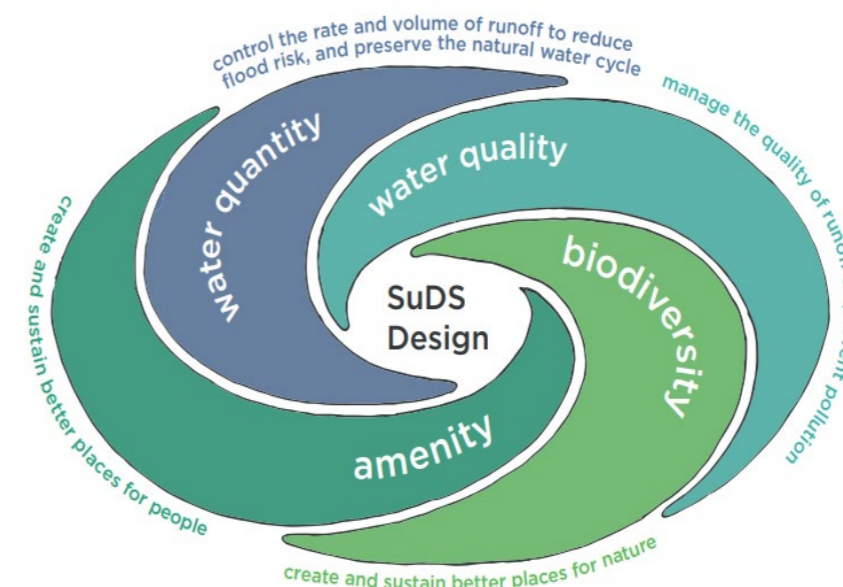 control the rate and volume of runoff to reduce
flood risk, and preserve the natural water cycle
water quantity
manage the quality of runoff
pollution
water quality
create and sustain better places for people
SuDS
Design
biodiversity
amenity
create and sustain better places for nature